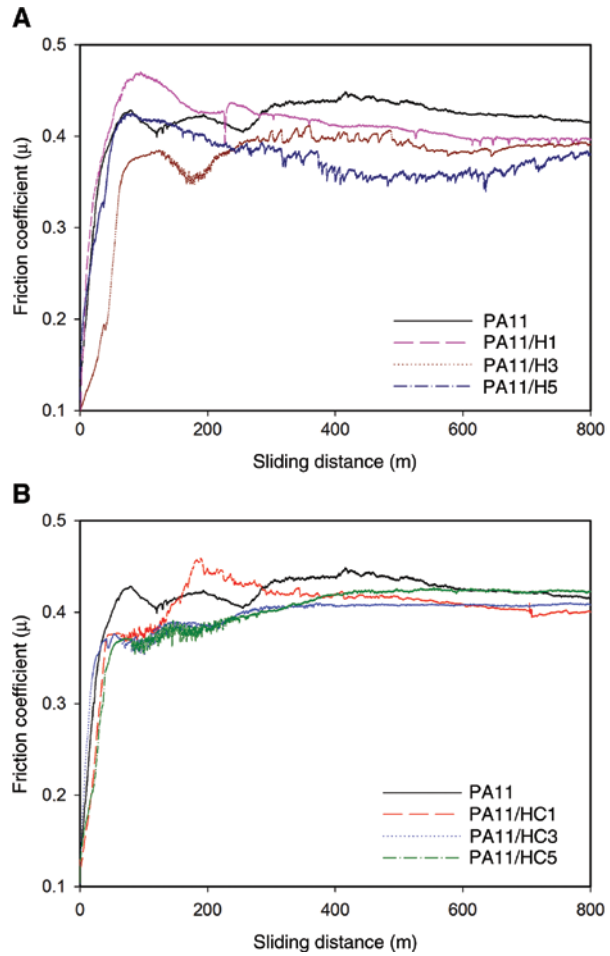 A
0.5
0.4
0.3
0.2
0.1
Friction coefficient (μ)
PA11
PA11/H1
PA11/H3
PA11/H5
0 200 400 600 800
Sliding distance (m)
B
0.5
0.4
0.3
0.2
0.1
Friction coefficient (μ)
PA11
PA11/HC1
PA11/HC3
PA11/HC5
0 200 400 600 800
Sliding distance (m)